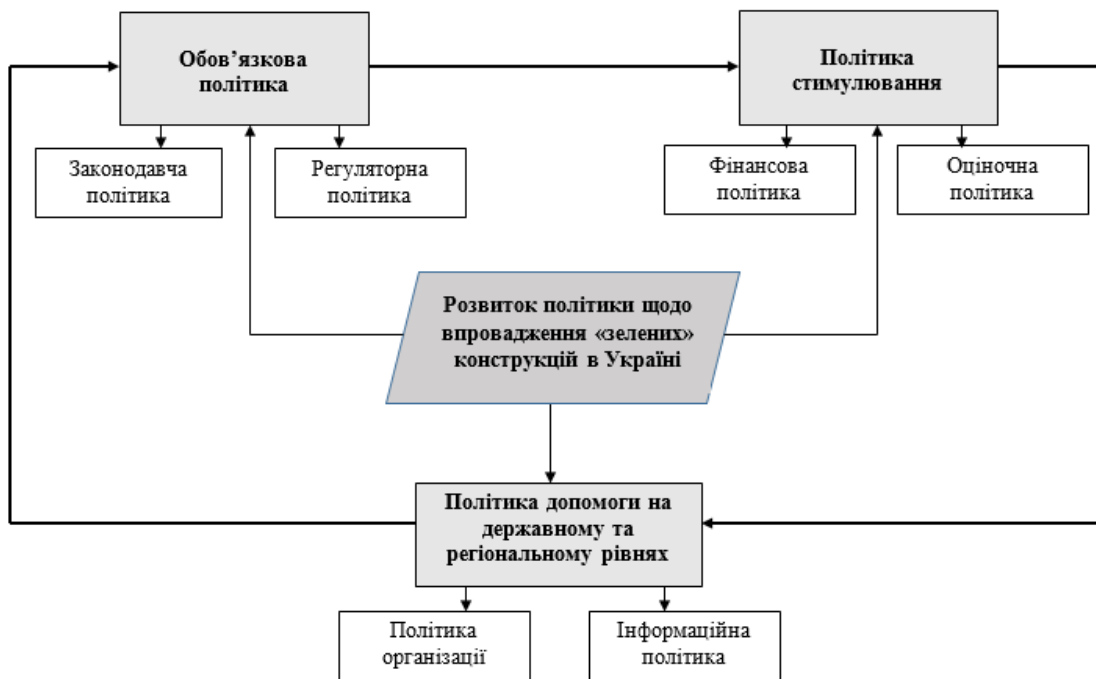 Обов’язкова
політика
Політика
стимулювання
Законодавча
політика
Регуляторна
політика
Фінансова
політика
Оціночна
політика
Розвиток політики щодо
впровадження «зелених»
конструкцій в Україні
Політика допомоги на
державному та
регіональному рівнях
Політика
організації
Інформаційна
політика